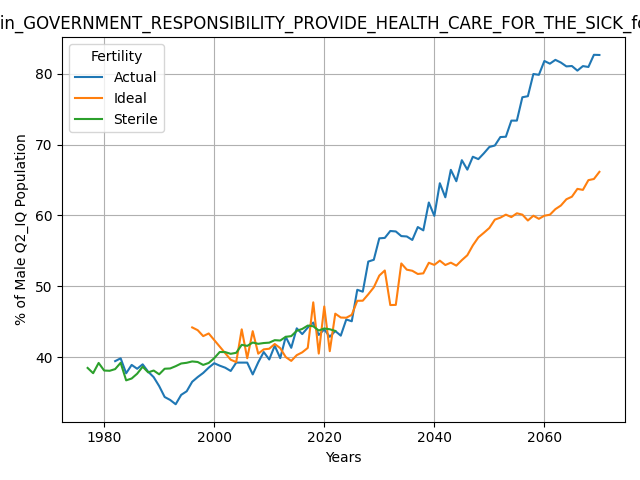 in_GOVERNMENT_RESPONSIBILITY_PROVIDE_HEALTH_CARE_FOR_THE_SICK_f
Fertility
Actual
Ideal
Sterile
% of Male Q2_IQ Population
80
70
60
50
40
1980
2000
2020
2040
2060
Years